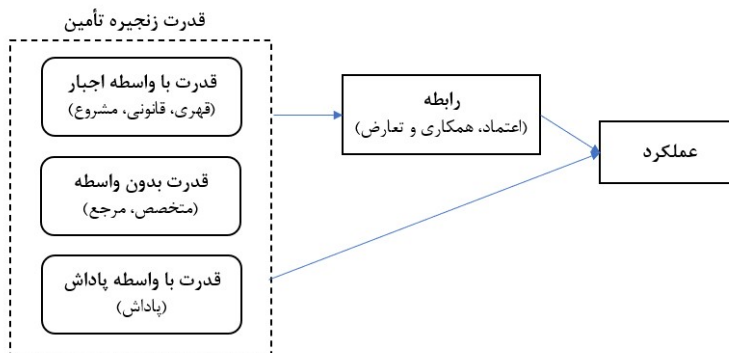 قدرت زنجیره تأمین
قدرت با واسطه اجبار
(قهری، قانونی، مشروع)
قدرت بدون واسطه
(متخصص، مرجع)
قدرت با واسطه پاداش
(پاداش)
رابطه
(اعتماد، همکاری و تعارض)
عملکرد